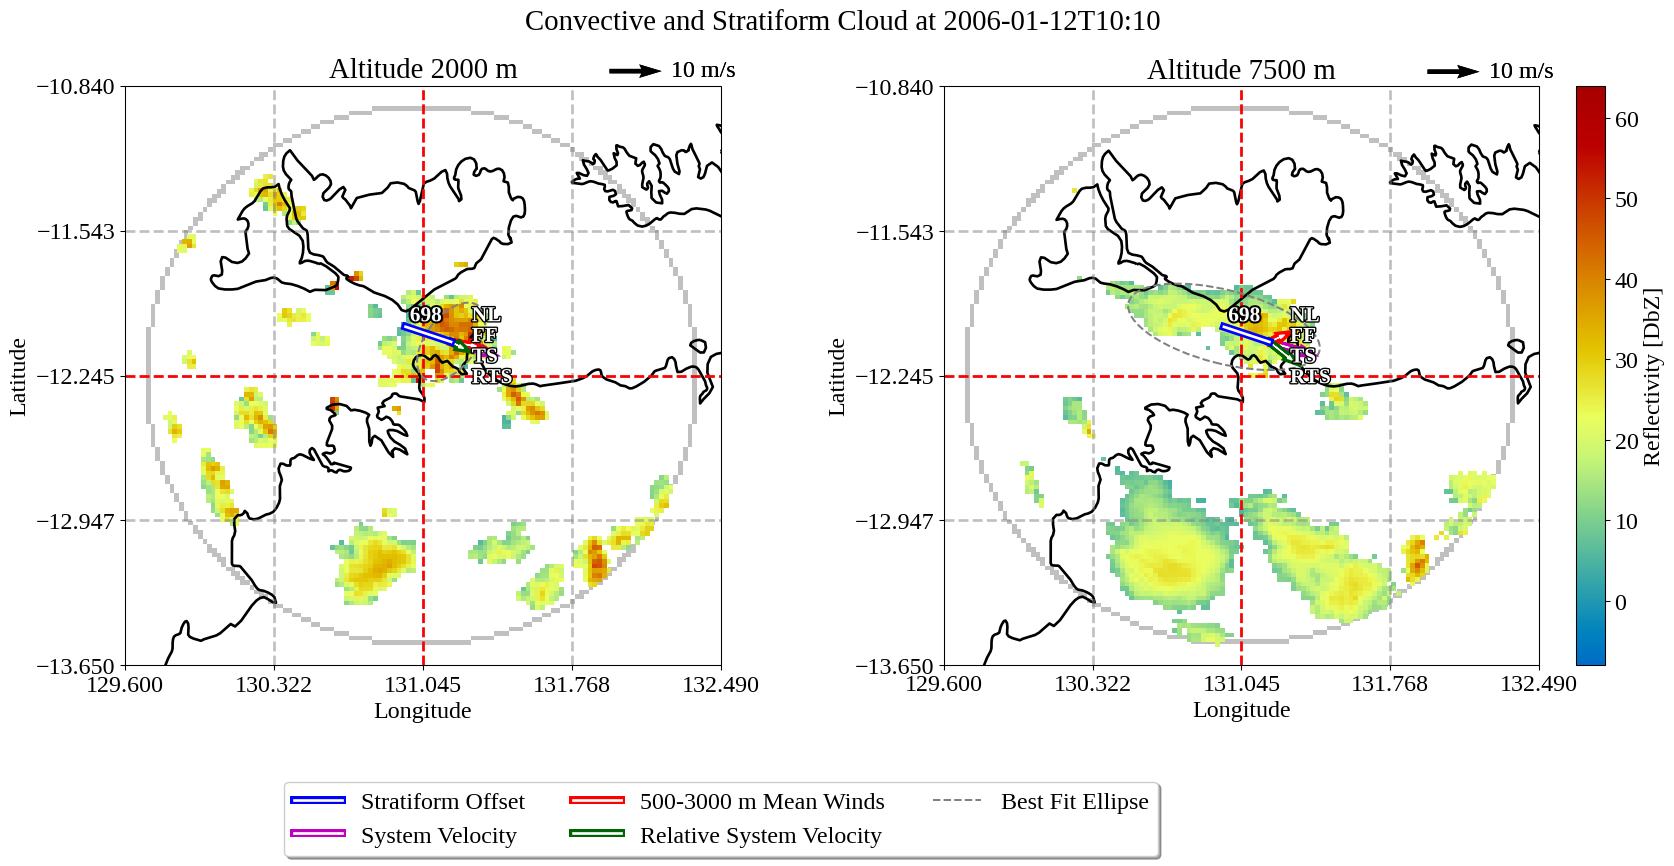 Convective and Stratiform Cloud at 2006-01-12T10:10
Altitude 2000 m
10 m/s
−10.840
−11.543
−12.245
−12.947
−13.650
Latitude
129.600
130.322
131.045
131.768
132.490
Longitude
698
NL
FF
TS
RTS
Altitude 7500 m
10 m/s
−10.840
−11.543
−12.245
−12.947
−13.650
Latitude
129.600
130.322
131.045
131.768
132.490
Longitude
698
NL
FF
TS
RTS
60
50
40
30
20
10
0
Reflectivity [DbZ]
Stratiform Offset
System Velocity
500-3000 m Mean Winds
Relative System Velocity
Best Fit Ellipse